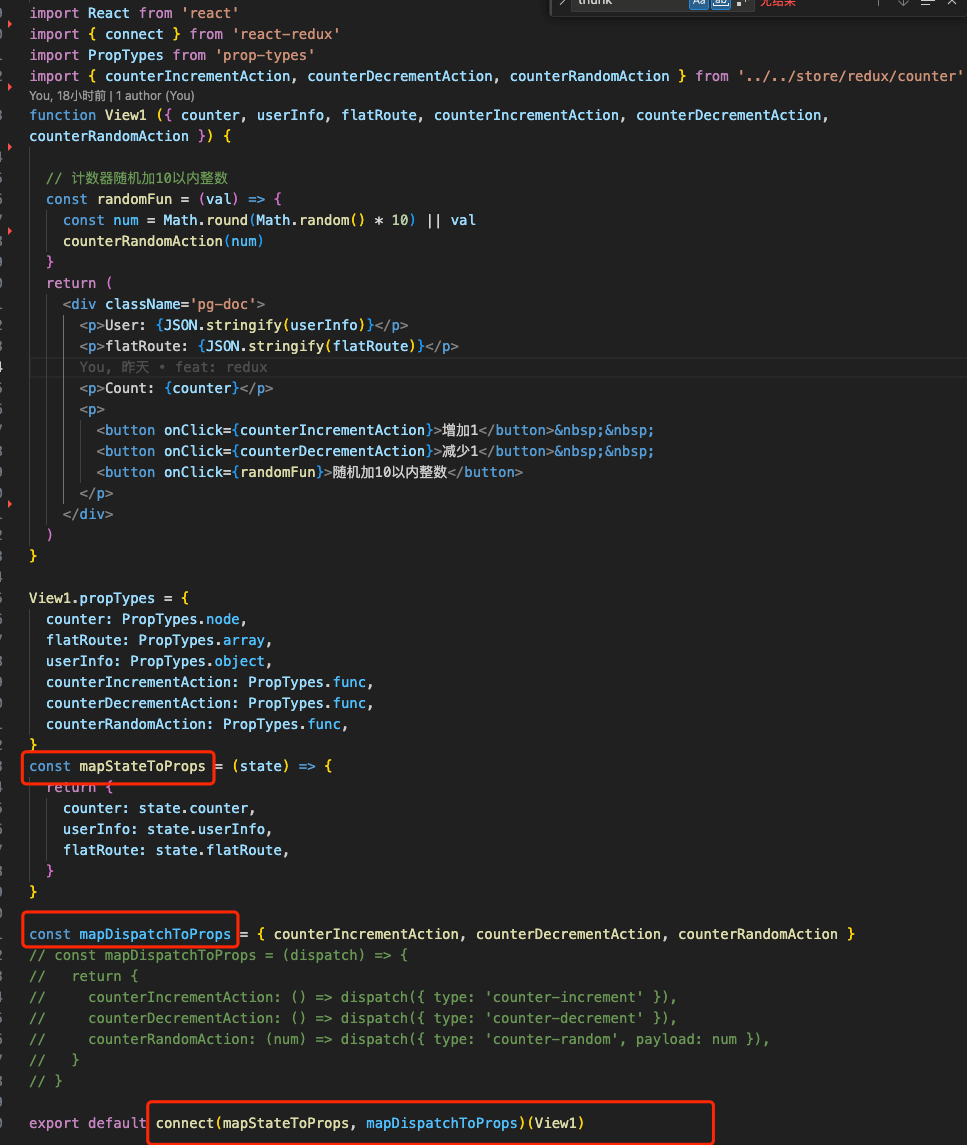 thunk
Aa
ab
无结果
import React from 'react'
import { connect } from 'react-redux'
import PropTypes from 'prop-types'
import { counterIncrementAction, counterDecrementAction, counterRandomAction } from '../../store/redux/counter'
You, 18小时前 | 1 author (You)
function View1 ({ counter, userInfo, flatRoute, counterIncrementAction, counterDecrementAction,
counterRandomAction }) {
// 计数器随机加10以内整数
const randomFun = (val) => {
const num = Math.round(Math.random() * 10) || val
counterRandomAction(num)
}
return (
<div className='pg-doc'>
<p>User: {JSON.stringify(userInfo)}</p>
<p>flatRoute: {JSON.stringify(flatRoute)}</p>
You, 昨天 • feat: redux
<p>Count: {counter}</p>
<p>
<button onClick={counterIncrementAction}>增加1</button>&nbsp;&nbsp;
<button onClick={counterDecrementAction}>减少1</button>&nbsp;&nbsp;
<button onClick={randomFun}>随机加10以内整数</button>
</p>
</div>
)
}
View1.propTypes = {
counter: PropTypes.node,
flatRoute: PropTypes.array,
userInfo: PropTypes.object,
counterIncrementAction: PropTypes.func,
counterDecrementAction: PropTypes.func,
counterRandomAction: PropTypes.func,
}
const mapStateToProps = (state) => {
return {
counter: state.counter,
userInfo: state.userInfo,
flatRoute: state.flatRoute,
}
}
const mapDispatchToProps = { counterIncrementAction, counterDecrementAction, counterRandomAction }
// const mapDispatchToProps = (dispatch) => {
//   return {
//     counterIncrementAction: () => dispatch({ type: 'counter-increment' }),
//     counterDecrementAction: () => dispatch({ type: 'counter-decrement' }),
//     counterRandomAction: (num) => dispatch({ type: 'counter-random', payload: num }),
//   }
// }
export default connect(mapStateToProps, mapDispatchToProps)(View1)